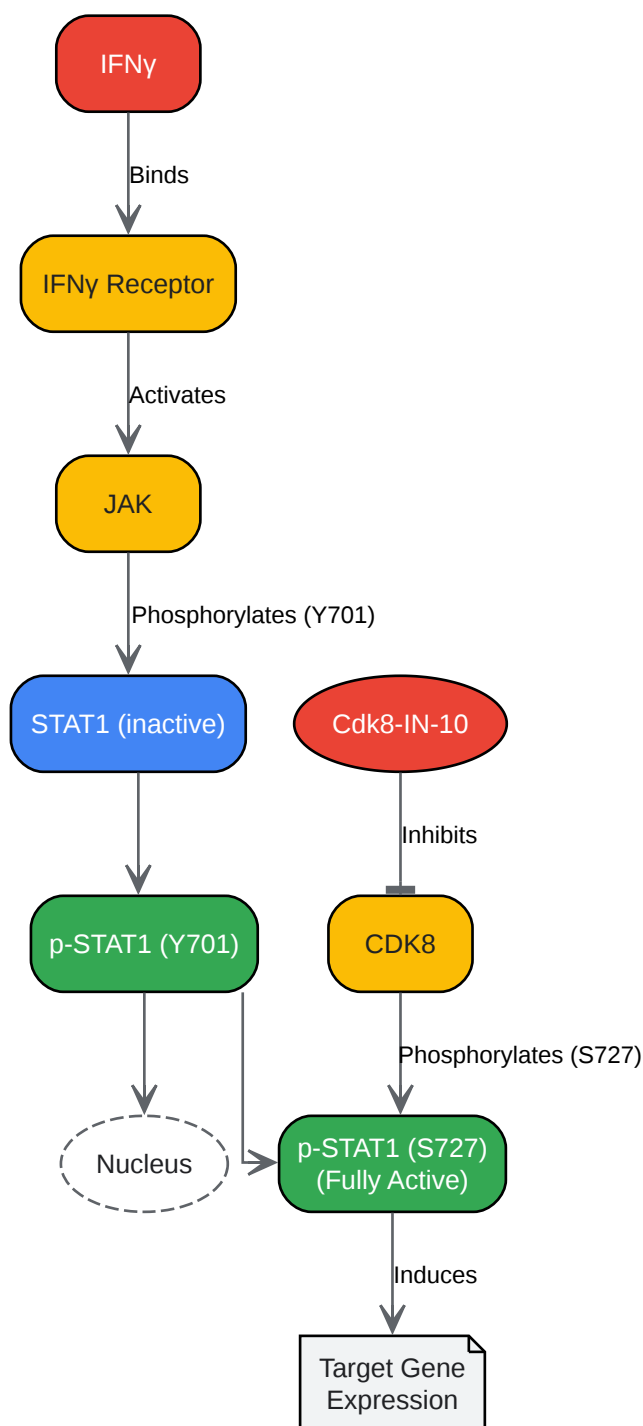 IFNγ
Binds
IFNγ Receptor
Activates
JAK
Phosphorylates (Y701)
STAT1 (inactive)
Cdk8-IN-10
Inhibits
p-STAT1 (Y701)
CDK8
Phosphorylates (S727)
Nucleus
p-STAT1 (S727)
(Fully Active)
Induces
Target Gene
Expression